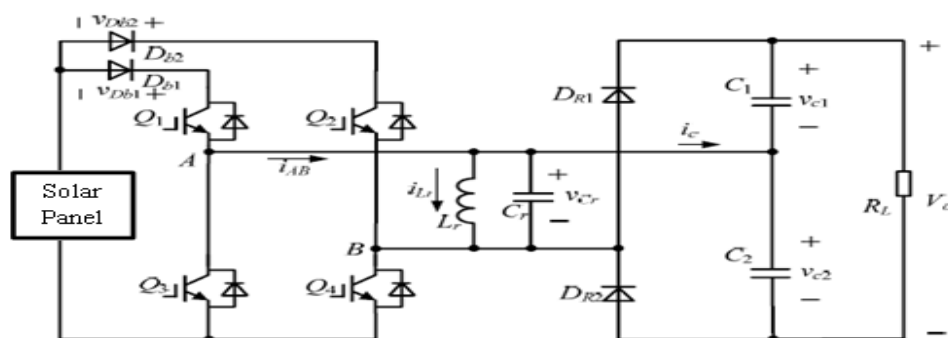 v_Db2 +
D_b2
D_b1
v_Db1 +
Q_1
Q_2
A
i_AB
i_Lr
L_r
C_r
+
v_Cr
−
B
Q_3
Q_4
Solar
Panel
D_R1
D_R2
i_c
C_1
+
v_c1
−
C_2
+
v_c2
−
R_L
+
−